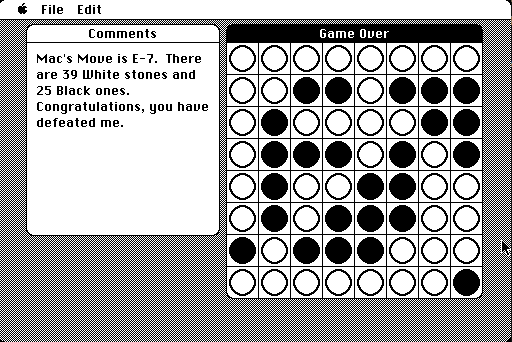 File Edit
Comments
Mac's Move is E-7. There
are 39 White stones and
25 Black ones.
Congratulations, you have
defeated me.
Game Over